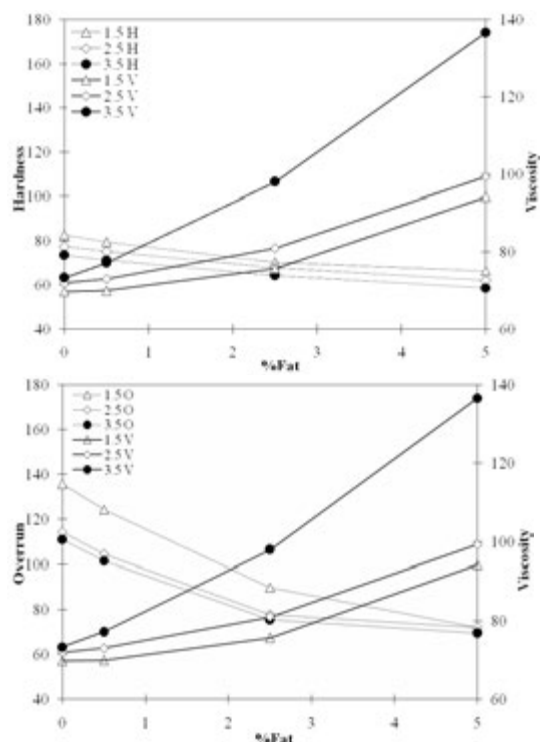 180
160
140
120
100
80
60
40
Hardness
1.5 H
2.5 H
3.5 H
1.5 V
2.5 V
3.5 V
140
120
100
80
60
Viscosity
0 1 2 3 4 5
%Fat
180
160
140
120
100
80
60
40
Overrun
1.5 O
2.5 O
3.5 O
1.5 V
2.5 V
3.5 V
140
120
100
80
60
Viscosity
0 1 2 3 4 5
%Fat